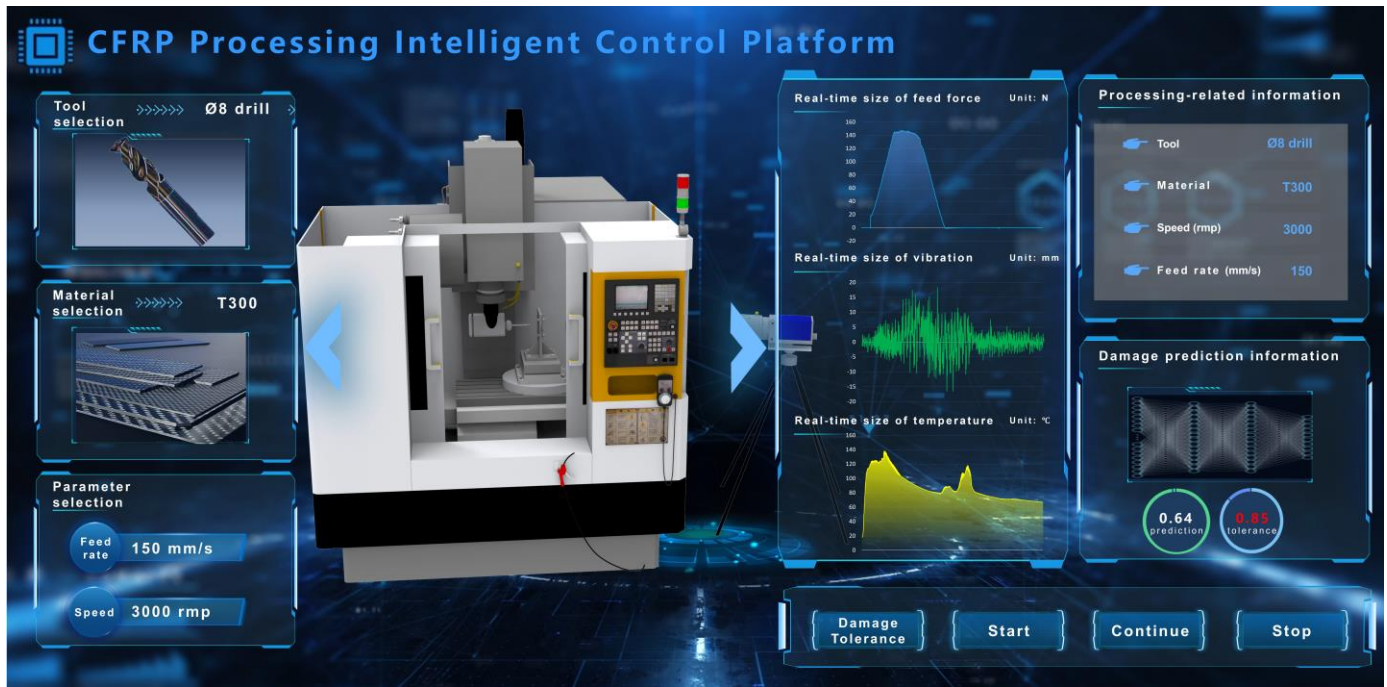 CFRP Processing Intelligent Control Platform
Tool
selection
>>>>>> Ø8 drill
Material
selection
>>>>>> T300
Parameter
selection
Feed
rate
150 mm/s
Speed
3000 rmp
Real-time size of feed force Unit: N
160
140
120
100
80
60
40
20
0
-20
Real-time size of vibration Unit: mm
20
15
10
5
0
-5
-10
-15
-20
Real-time size of temperature Unit: ℃
160
140
120
100
80
60
40
20
0
Processing-related information
Tool Ø8 drill
Material T300
Speed (rmp) 3000
Feed rate (mm/s) 150
Damage prediction information
0.64
prediction
0.85
tolerance
Damage
Tolerance
Start
Continue
Stop